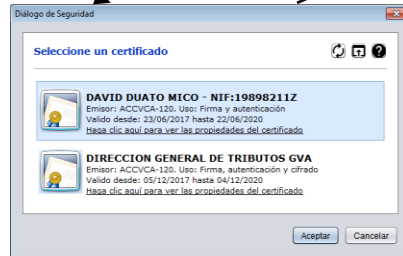 Diálogo de Seguridad
Seleccione un certificado
DAVID DUATO MICO - NIF:19898211Z
Emisor: ACCVCA-120. Uso: Firma y autenticación
Valido desde: 23/06/2017 hasta 22/06/2020
Haga clic aquí para ver las propiedades del certificado
DIRECCION GENERAL DE TRIBUTOS GVA
Emisor: ACCVCA-120. Uso: Firma, autenticación y cifrado
Valido desde: 05/12/2017 hasta 04/12/2020
Haga clic aquí para ver las propiedades del certificado
Aceptar Cancelar